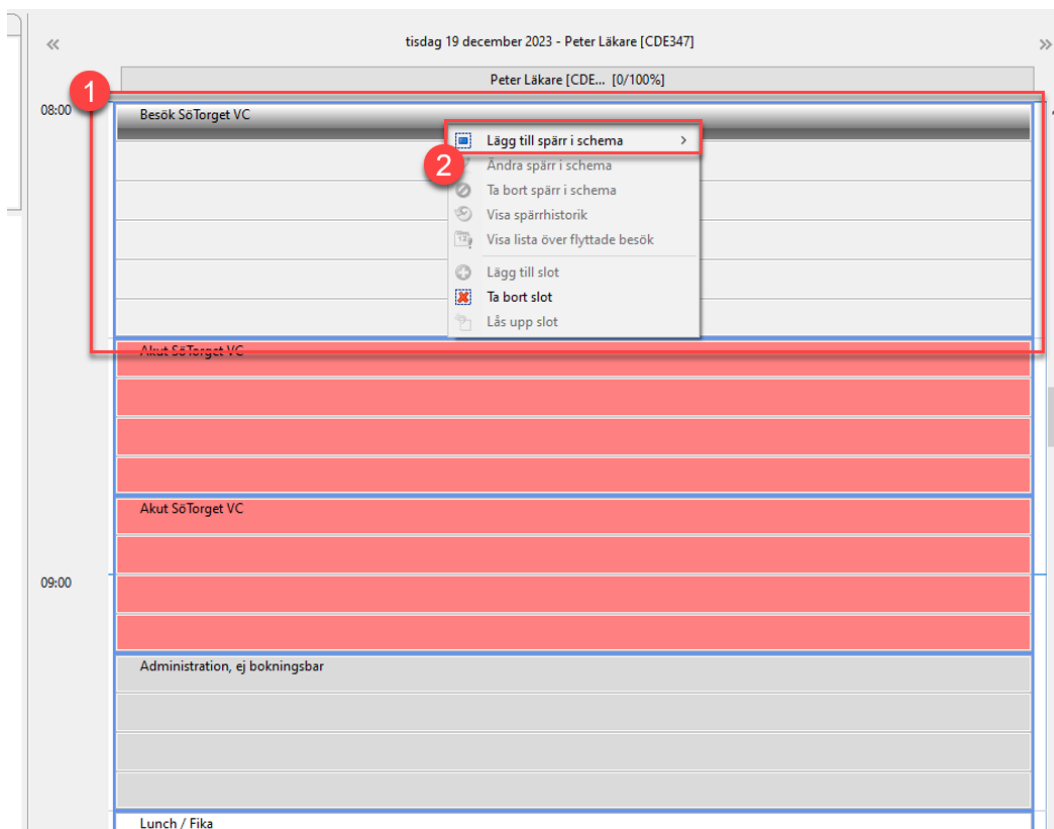 «
tisdag 19 december 2023 - Peter Läkare [CDE347]
»
Peter Läkare [CDE... [0/100%]
1
08:00
Besök SöTorget VC
Lägg till spärr i schema >
2
Ändra spärr i schema
Ta bort spärr i schema
Visa spärrhistorik
Visa lista över flyttade besök
Lägg till slot
Ta bort slot
Lås upp slot
Akut SöTorget VC
Akut SöTorget VC
09:00
Administration, ej bokningsbar
Lunch / Fika